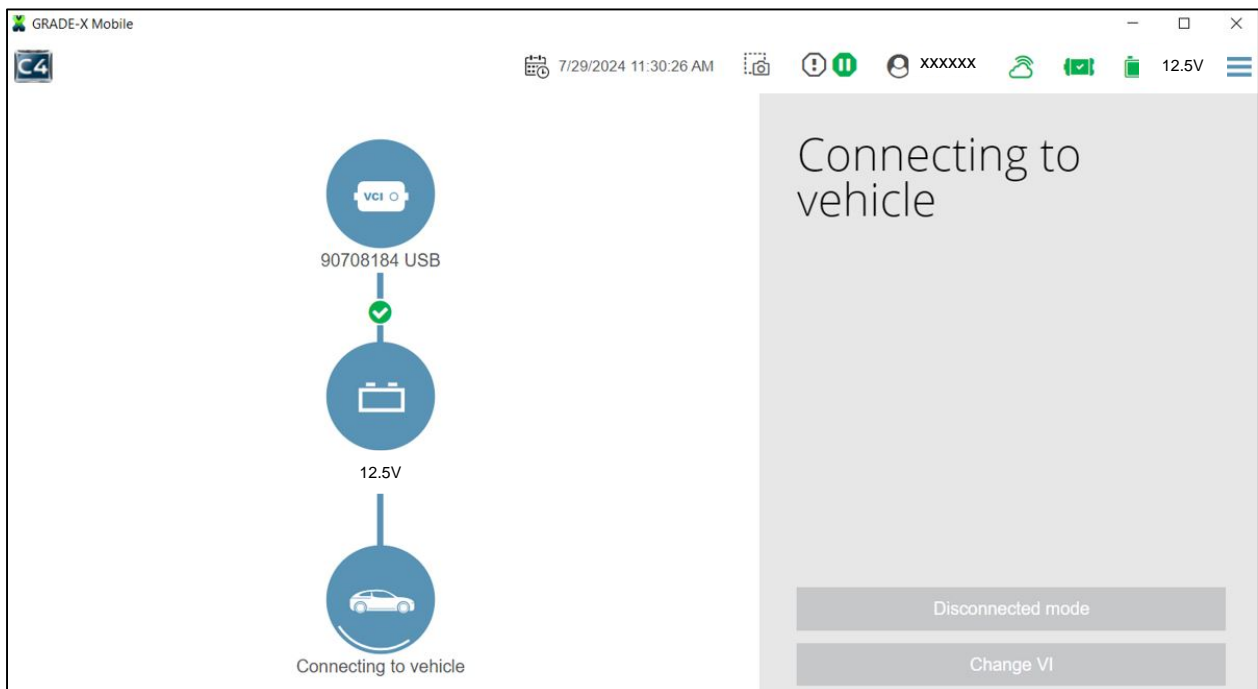 GRADE-X Mobile
C4
7/29/2024 11:30:26 AM
xxxxxx
12.5V
VCI
90708184 USB
12.5V
Connecting to vehicle
Connecting to
vehicle
Disconnected mode
Change VI